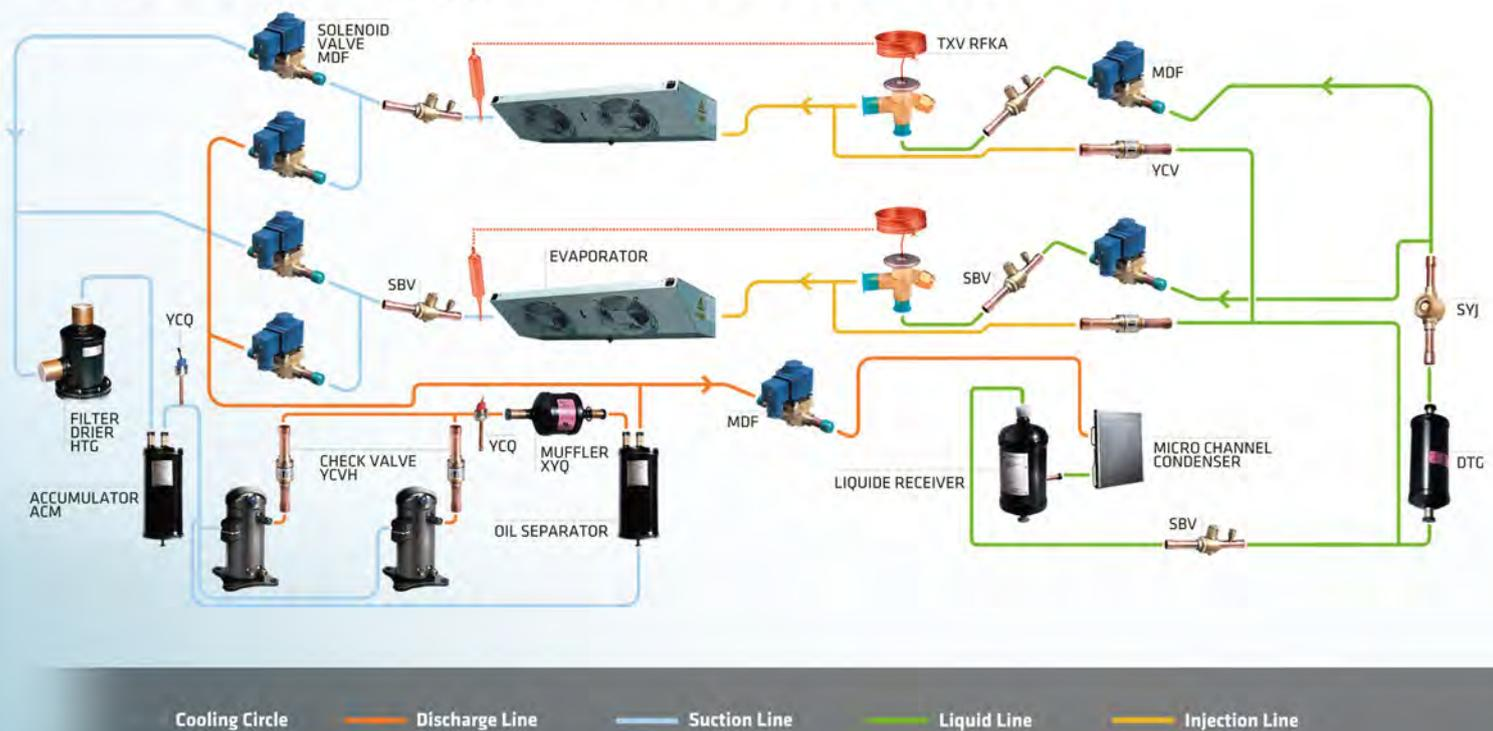 SOLENOID
VALVE
MDF
TXV RFKA
MDF
YCV
EVAPORATOR
SBV
SBV
SYJ
YCQ
FILTER
DRIER
HTG
MDF
YCQ
MUFFLER
XYQ
CHECK VALVE
YCVH
MICRO CHANNEL
CONDENSER
LIQUIDE RECEIVER
DTG
ACCUMULATOR
ACM
OIL SEPARATOR
SBV
Cooling Circle
Discharge Line
Suction Line
Liquid Line
Injection Line